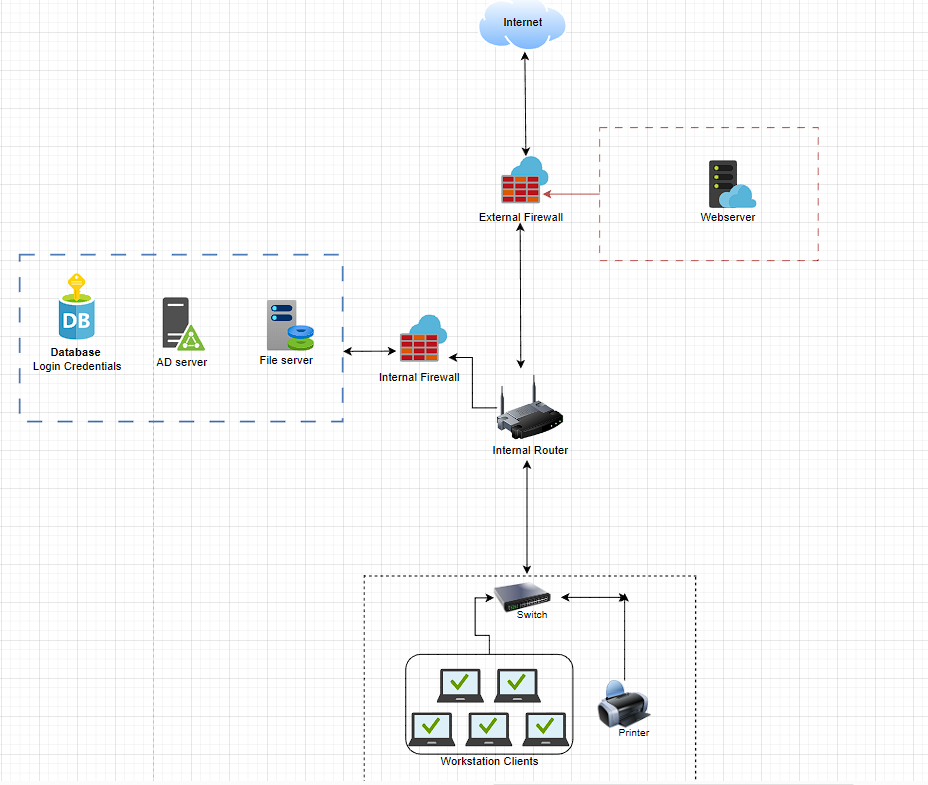 Internet
External Firewall
Webserver
DB
Database
Login Credentials
AD server
File server
Internal Firewall
Internal Router
Switch
Printer
Workstation Clients